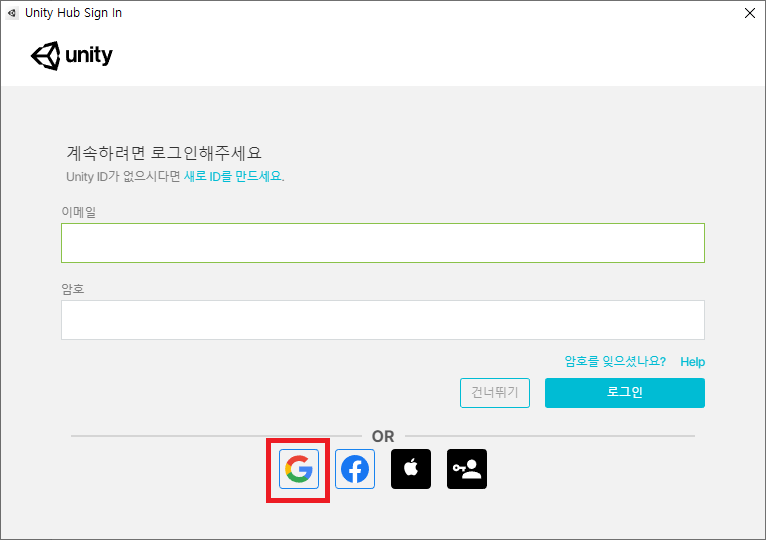 Unity Hub Sign In
unity
계속하려면 로그인해주세요
Unity ID가 없으시다면 새로 ID를 만드세요.
이메일
암호
암호를 잊으셨나요? Help
건너뛰기 로그인
OR